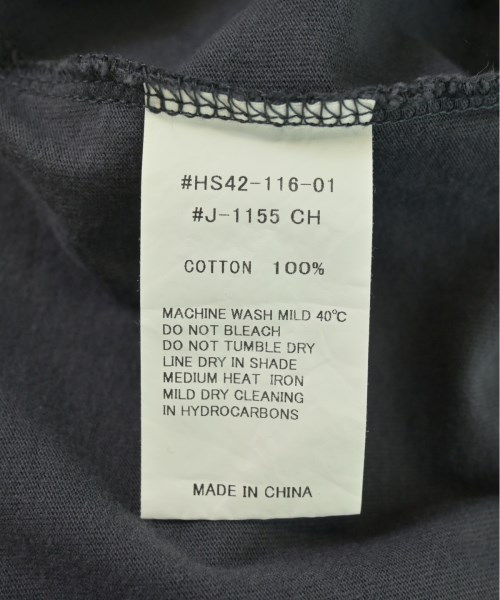 #HS42-116-01
#J-1155 CH
COTTON 100%
MACHINE WASH MILD 40℃
DO NOT BLEACH
DO NOT TUMBLE DRY
LINE DRY IN SHADE
MEDIUM HEAT IRON
MILD DRY CLEANING
IN HYDROCARBONS
MADE IN CHINA